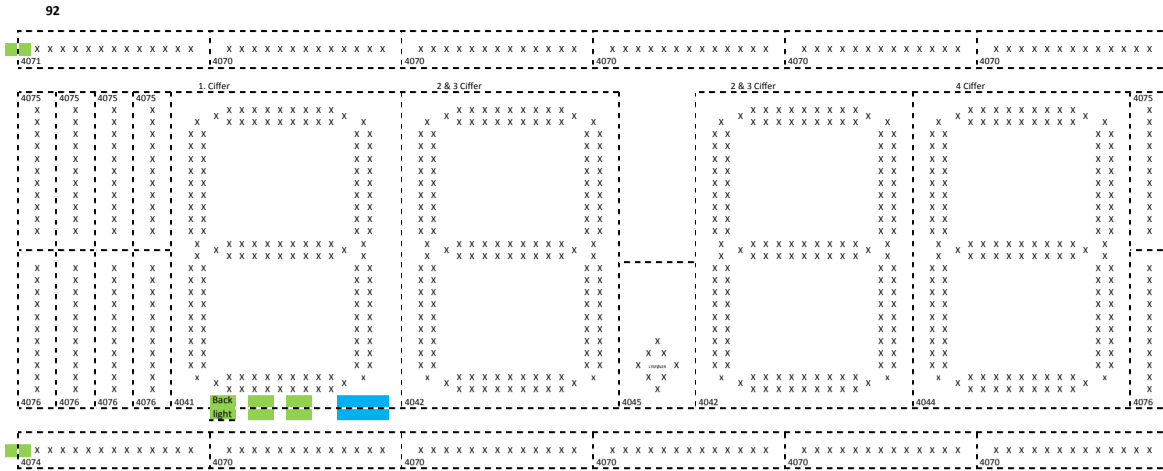 92
x x x x x x x x x x x x x x x x x x x x x x x x x x x x x x x x x x x x x x x x x x x x x x x x x x x x x x x x x x x x x x x x x x x x x x x x x x x x
4071 4070 4070 4070 4070 4070
1. Ciffer 2 & 3 Ciffer 2 & 3 Ciffer 4 Ciffer
4075 4075 4075 4075 4075
Back
4076 4076 4076 4076 4041 4042 4045 4042 4044 4076
light
x x x x x x x x x x x x x x x x x x x x x x x x x x x x x x x x x x x x x x x x x x x x x x x x x x x x x x x x x x x x x x x x x x x x x x x x x x x x
4074 4070 4070 4070 4070 4070